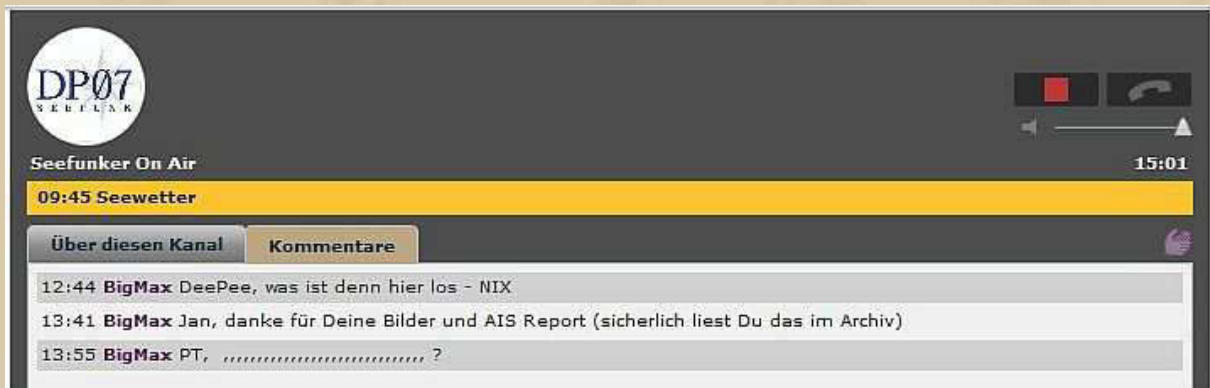 DP07
SEEFUNK
Seefunker On Air
15:01
09:45 Seewetter
Über diesen Kanal
Kommentare
12:44 BigMax DeePee, was ist denn hier los - NIX
13:41 BigMax Jan, danke für Deine Bilder und AIS Report (sicherlich liest Du das im Archiv)
13:55 BigMax PT, ,,,,,,,,,,,,,,,,,,,,,,,,,,,,,, ?